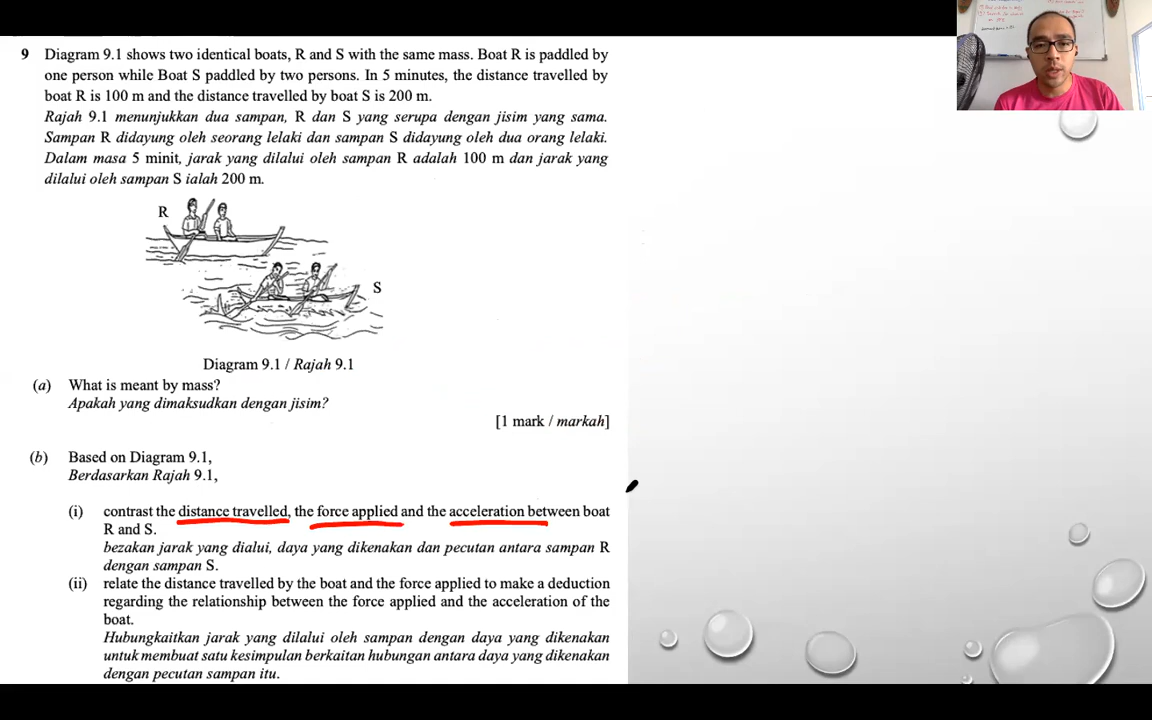 9 Diagram 9.1 shows two identical boats, R and S with the same mass. Boat R is paddled by
one person while Boat S paddled by two persons. In 5 minutes, the distance travelled by
boat R is 100 m and the distance travelled by boat S is 200 m.
Rajah 9.1 menunjukkan dua sampan, R dan S yang serupa dengan jisim yang sama.
Sampan R didayung oleh seorang lelaki dan sampan S didayung oleh dua orang lelaki.
Dalam masa 5 minit, jarak yang dilalui oleh sampan R adalah 100 m dan jarak yang
dilalui oleh sampan S ialah 200 m.
R
S
Diagram 9.1 / Rajah 9.1
(a) What is meant by mass?
Apakah yang dimaksudkan dengan jisim?
[1 mark / markah]
(b) Based on Diagram 9.1,
Berdasarkan Rajah 9.1,
(i) contrast the distance travelled, the force applied and the acceleration between boat
R and S.
bezakan jarak yang dialui, daya yang dikenakan dan pecutan antara sampan R
dengan sampan S.
(ii) relate the distance travelled by the boat and the force applied to make a deduction
regarding the relationship between the force applied and the acceleration of the
boat.
Hubungkaitkan jarak yang dilalui oleh sampan dengan daya yang dikenakan
untuk membuat satu kesimpulan berkaitan hubungan antara daya yang dikenakan
dengan pecutan sampan itu.